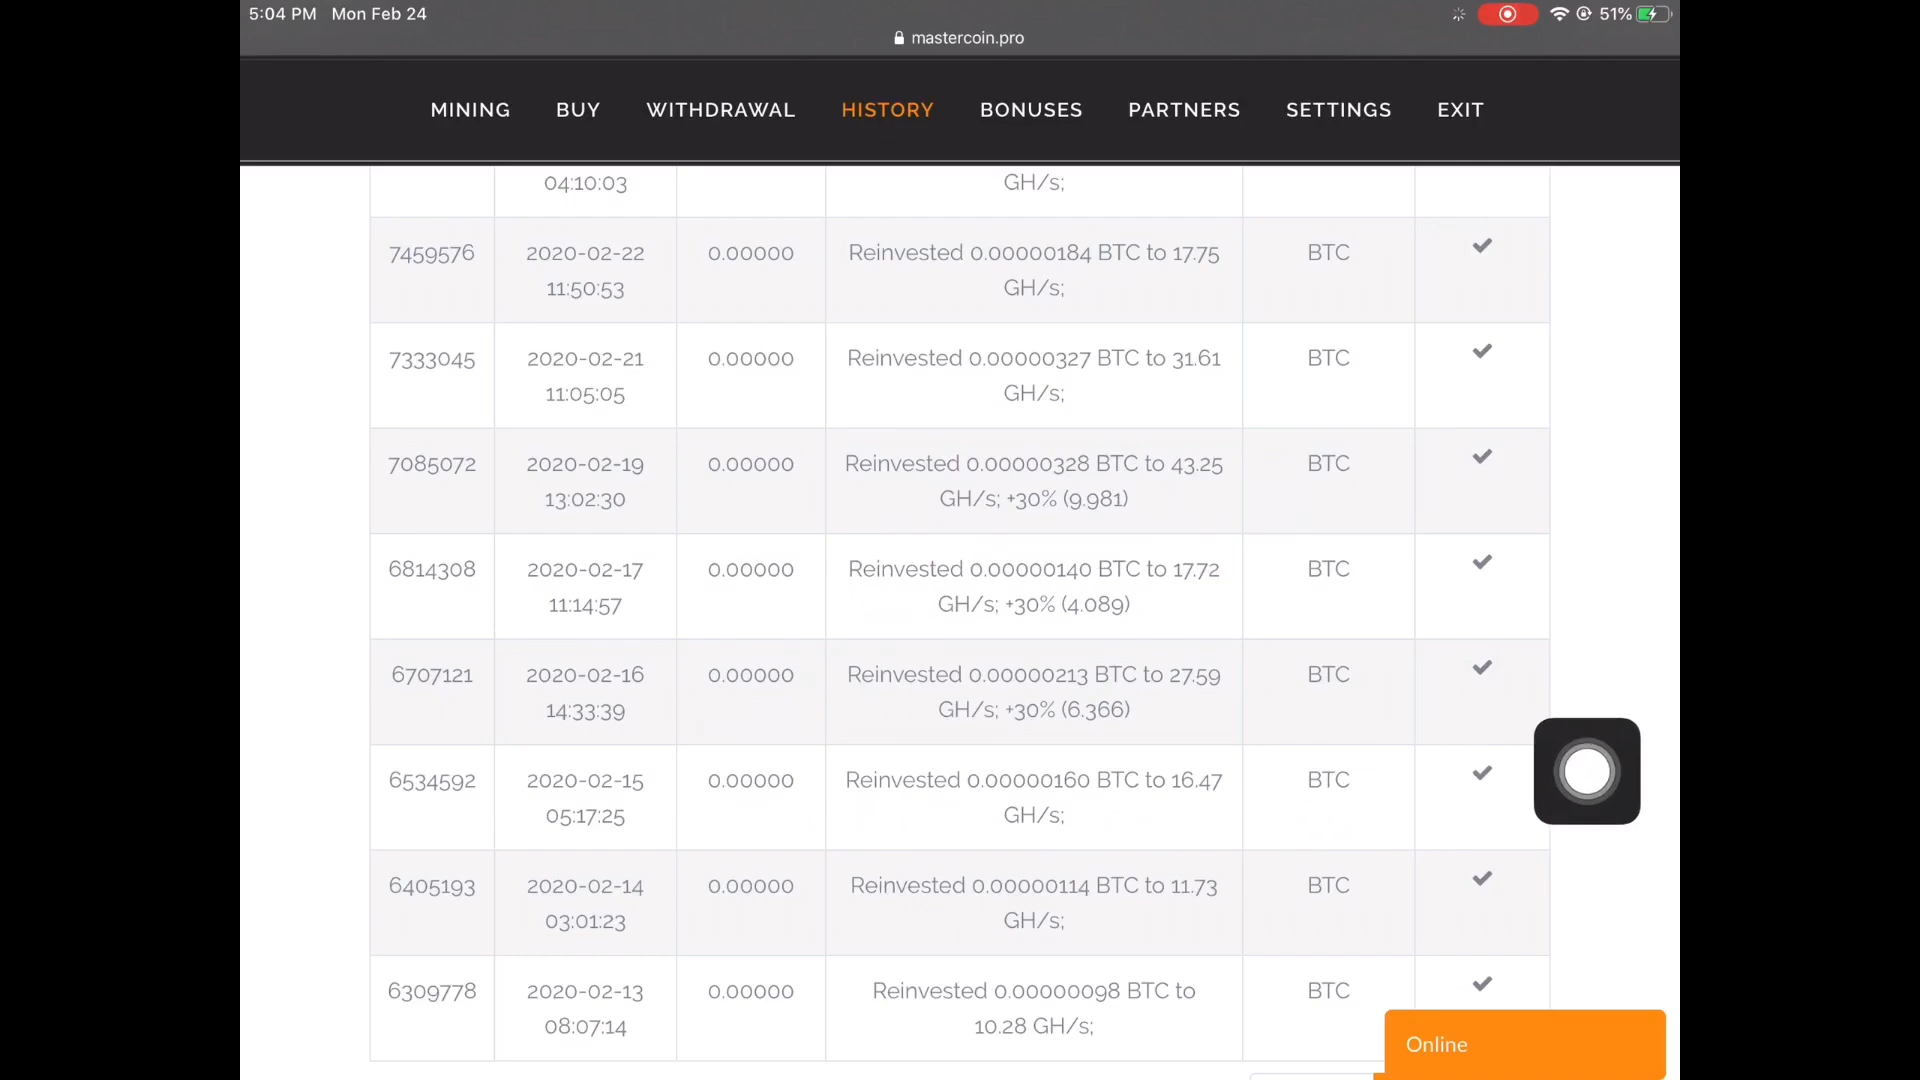 5:04 PM Mon Feb 24
51%
mastercoin.pro
MINING BUY WITHDRAWAL HISTORY BONUSES PARTNERS SETTINGS EXIT
04:10:03 GH/s;
7459576 2020-02-22 0.00000 Reinvested 0.00000184 BTC to 17.75 BTC
11:50:53 GH/s;
7333045 2020-02-21 0.00000 Reinvested 0.00000327 BTC to 31.61 BTC
11:05:05 GH/s;
7085072 2020-02-19 0.00000 Reinvested 0.00000328 BTC to 43.25 BTC
13:02:30 GH/s; +30% (9.981)
6814308 2020-02-17 0.00000 Reinvested 0.00000140 BTC to 17.72 BTC
11:14:57 GH/s; +30% (4.089)
6707121 2020-02-16 0.00000 Reinvested 0.00000213 BTC to 27.59 BTC
14:33:39 GH/s; +30% (6.366)
6534592 2020-02-15 0.00000 Reinvested 0.00000160 BTC to 16.47 BTC
05:17:25 GH/s;
6405193 2020-02-14 0.00000 Reinvested 0.00000114 BTC to 11.73 BTC
03:01:23 GH/s;
6309778 2020-02-13 0.00000 Reinvested 0.00000098 BTC to BTC
08:07:14 10.28 GH/s;
Online